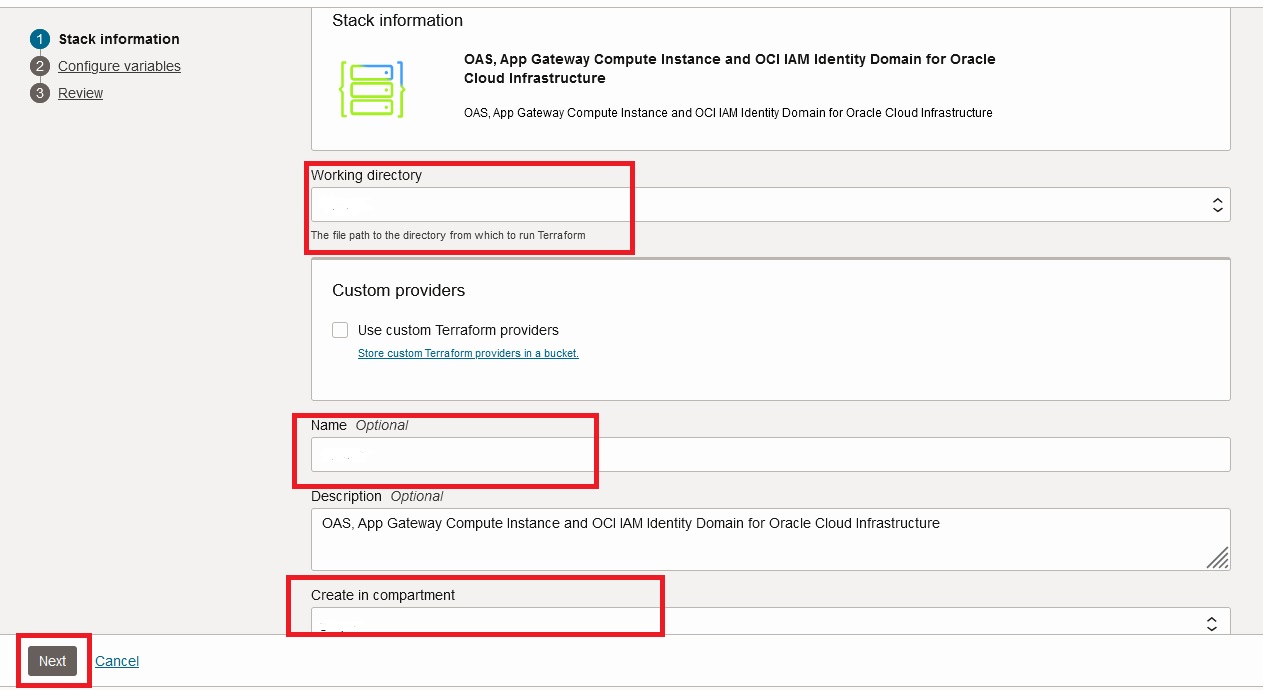 1 Stack information
2 Configure variables
3 Review
Stack information
OAS, App Gateway Compute Instance and OCI IAM Identity Domain for Oracle
Cloud Infrastructure
OAS, App Gateway Compute Instance and OCI IAM Identity Domain for Oracle Cloud Infrastructure
Working directory
The file path to the directory from which to run Terraform
Custom providers
Use custom Terraform providers
Store custom Terraform providers in a bucket.
Name Optional
Description Optional
OAS, App Gateway Compute Instance and OCI IAM Identity Domain for Oracle Cloud Infrastructure
Create in compartment
Next Cancel